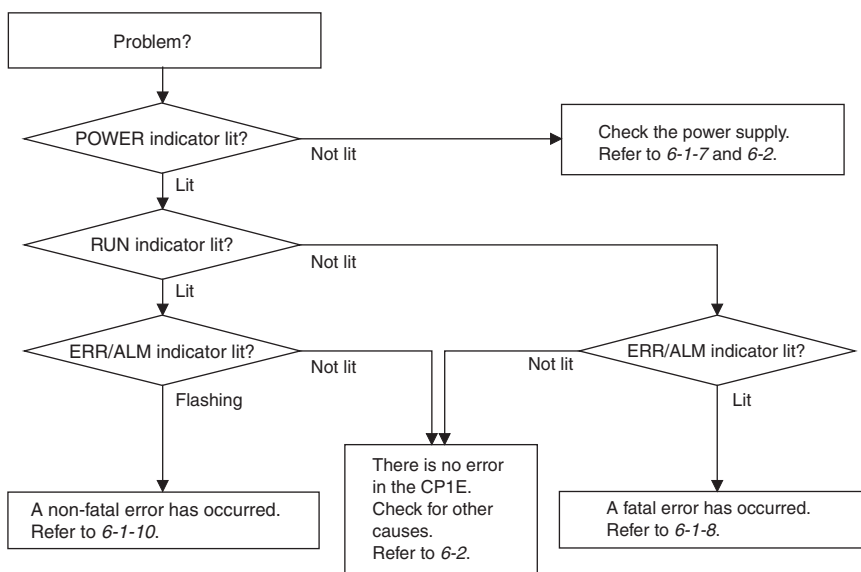 Problem?
POWER indicator lit?
Not lit
Check the power supply.
Refer to 6-1-7 and 6-2.
Lit
RUN indicator lit?
Not lit
Lit
ERR/ALM indicator lit?
Not lit
Flashing
ERR/ALM indicator lit?
Not lit
Lit
A non-fatal error has occurred.
Refer to 6-1-10.
There is no error
in the CP1E.
Check for other
causes.
Refer to 6-2.
A fatal error has occurred.
Refer to 6-1-8.